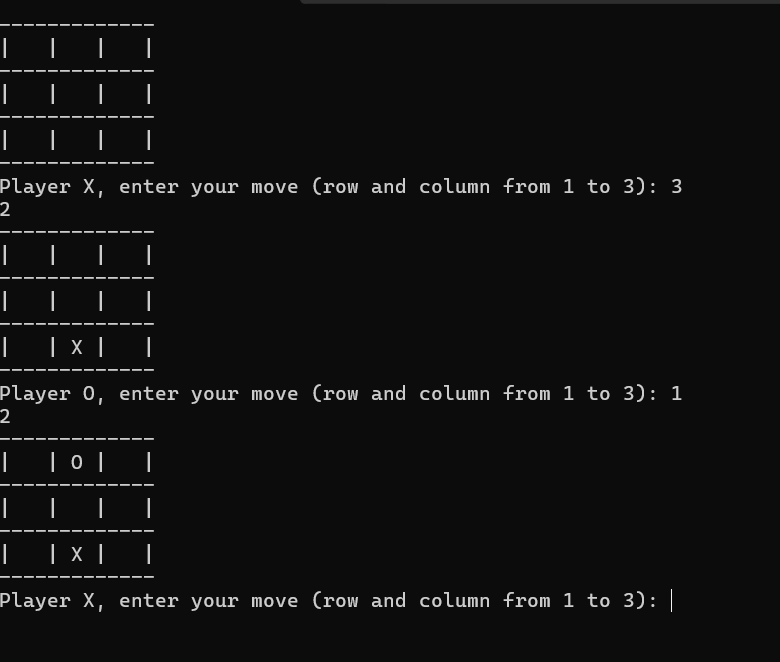 -------------
|   |   |   |
-------------
|   |   |   |
-------------
|   |   |   |
-------------
Player X, enter your move (row and column from 1 to 3): 3
2
-------------
|   |   |   |
-------------
|   |   |   |
-------------
|   | X |   |
-------------
Player O, enter your move (row and column from 1 to 3): 1
2
-------------
|   | O |   |
-------------
|   |   |   |
-------------
|   | X |   |
-------------
Player X, enter your move (row and column from 1 to 3):